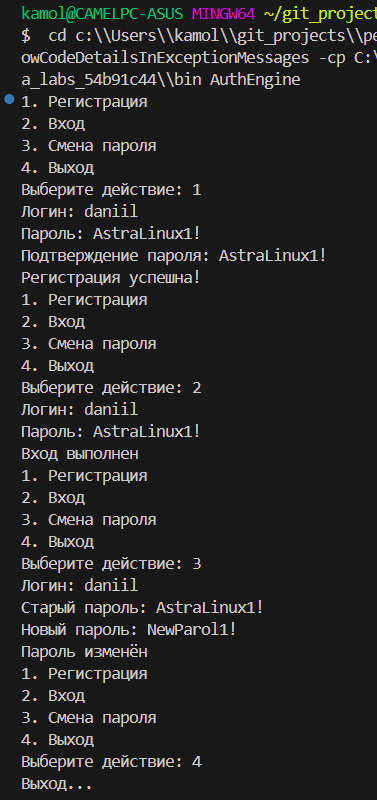 kamol@CAMELPC-ASUS MINGW64 ~/git_project
$  cd c:\\Users\\kamol\\git_projects\\pe
owCodeDetailsInExceptionMessages -cp C:\
a_labs_54b91c44\\bin AuthEngine
1. Регистрация
2. Вход
3. Смена пароля
4. Выход
Выберите действие: 1
Логин: daniil
Пароль: AstraLinux1!
Подтверждение пароля: AstraLinux1!
Регистрация успешна!
1. Регистрация
2. Вход
3. Смена пароля
4. Выход
Выберите действие: 2
Логин: daniil
Пароль: AstraLinux1!
Вход выполнен
1. Регистрация
2. Вход
3. Смена пароля
4. Выход
Выберите действие: 3
Логин: daniil
Старый пароль: AstraLinux1!
Новый пароль: NewParol1!
Пароль изменён
1. Регистрация
2. Вход
3. Смена пароля
4. Выход
Выберите действие: 4
Выход...